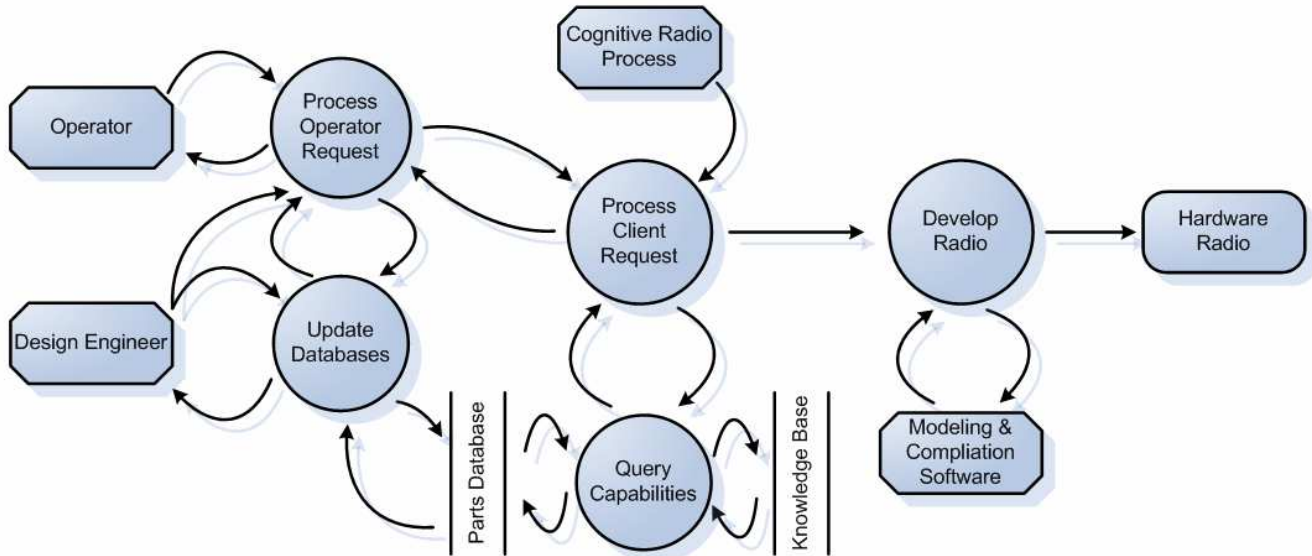 Cognitive Radio
Process
Operator
Process
Operator
Request
Process
Client
Request
Develop
Radio
Hardware
Radio
Design Engineer
Update
Databases
Parts Database
Query
Capabilities
Knowledge Base
Modeling &
Compliation
Software